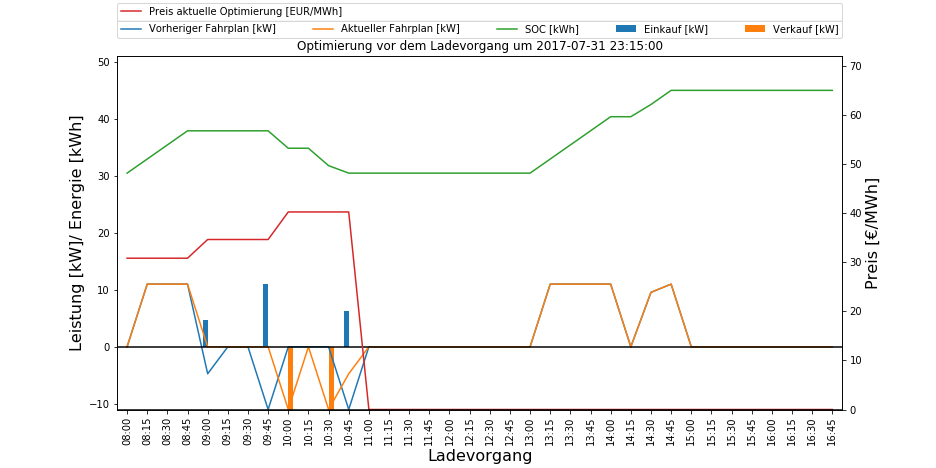 Preis aktuelle Optimierung [EUR/MWh]
Vorheriger Fahrplan [kW] Aktueller Fahrplan [kW] SOC [kWh] Einkauf [kW] Verkauf [kW]
Optimierung vor dem Ladevorgang um 2017-07-31 23:15:00
Leistung [kW]/ Energie [kWh]
50
40
30
20
10
0
−10
70
60
50
40
30
20
10
0
Preis [€/MWh]
08:00 08:15 08:30 08:45 09:00 09:15 09:30 09:45 10:00 10:15 10:30 10:45 11:00 11:15 11:30 11:45 12:00 12:15 12:30 12:45 13:00 13:15 13:30 13:45 14:00 14:15 14:30 14:45 15:00 15:15 15:30 15:45 16:00 16:15 16:30 16:45
Ladevorgang